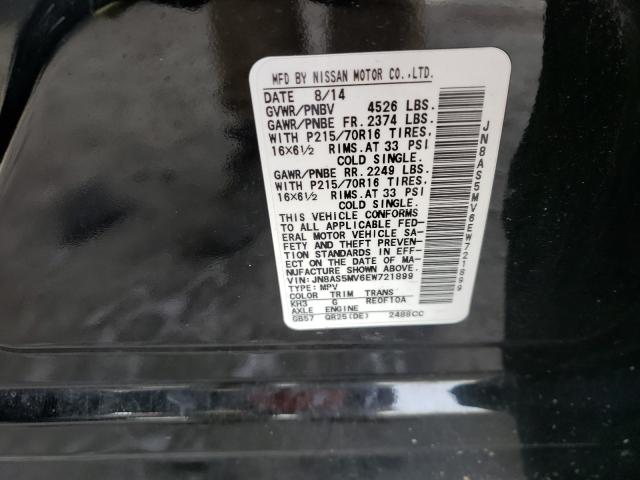 MFD BY NISSAN MOTOR CO.,LTD.
DATE 8/14
GVWR/PNBV 4526 LBS.
GAWR/PNBE FR. 2374 LBS.
WITH P215/70R16 TIRES,
16X6½ RIMS.AT 33 PSI
COLD SINGLE.
GAWR/PNBE RR. 2249 LBS.
WITH P215/70R16 TIRES,
16X6½ RIMS.AT 33 PSI
COLD SINGLE.
THIS VEHICLE CONFORMS
TO ALL APPLICABLE FED-
ERAL MOTOR VEHICLE SA-
FETY AND THEFT PREVEN-
TION STANDARDS IN EFF-
ECT ON THE DATE OF MA-
NUFACTURE SHOWN ABOVE.
VIN: JN8AS5MV6EW721899
TYPE: MPV
COLOR TRIM TRANS
KH3 G RE0F10A
AXLE ENGINE
GB57 QR25(DE) 2488CC
JN8AS5MV6EW721899